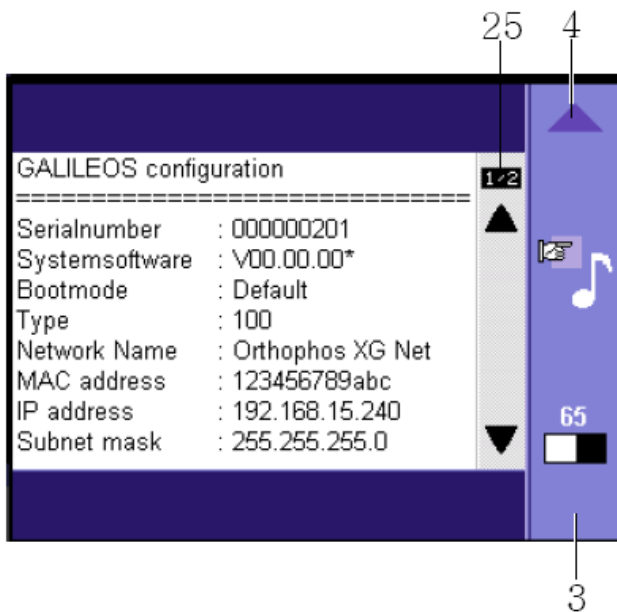 25 4
GALILEOS configuration
1/2
==============================
Serialnumber : 000000201
Systemsoftware : V00.00.00*
Bootmode : Default
Type : 100
Network Name : Orthophos XG Net
MAC address : 123456789abc
IP address : 192.168.15.240
Subnet mask : 255.255.255.0
65
3